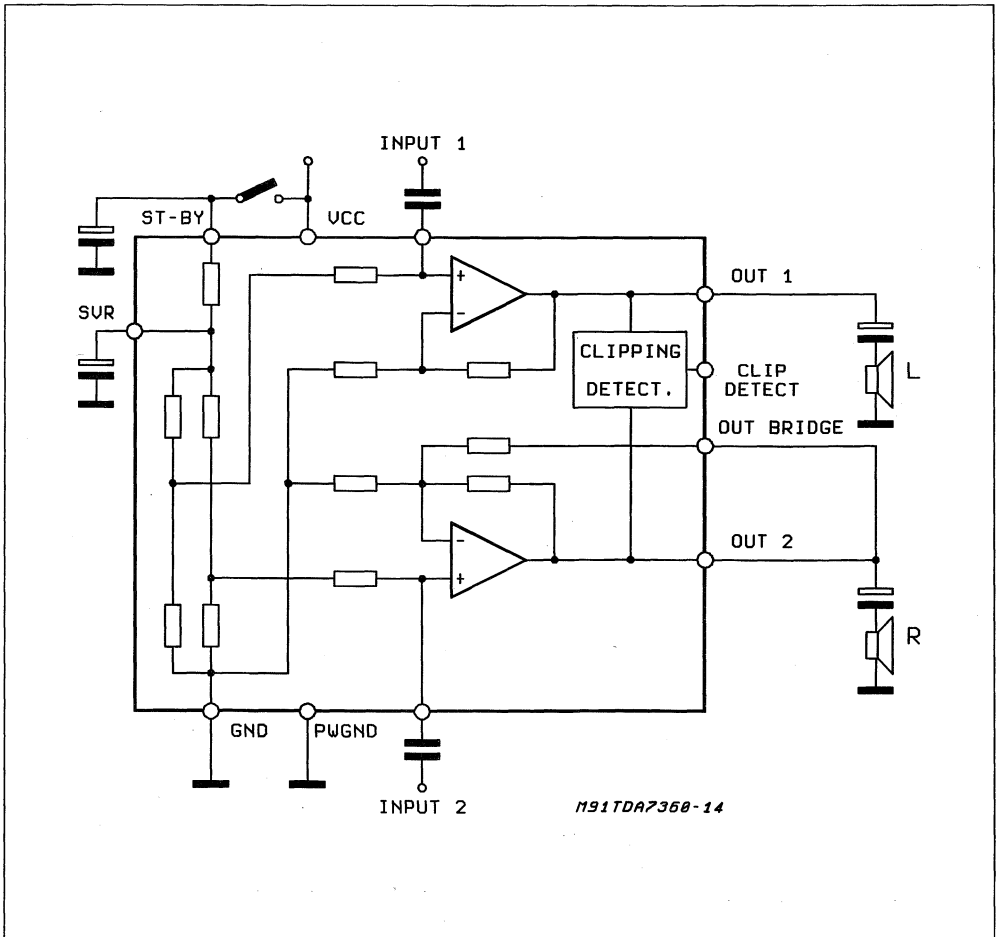 INPUT 1
ST-BY
VCC
SVR
+
-
OUT 1
CLIPPING
DETECT.
CLIP
DETECT
L
OUT BRIDGE
-
+
OUT 2
R
GND
PWGND
INPUT 2
M91TDA7360-14